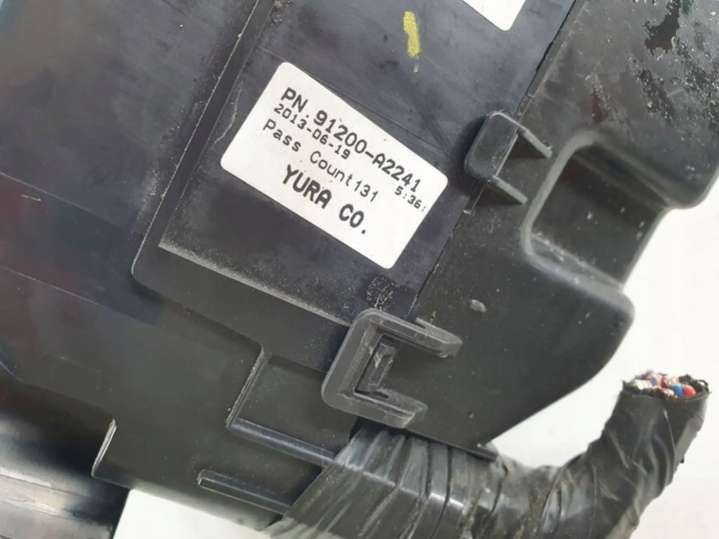 PN 91200-A2241
2013-06-19 5:36:
Pass Count 131
YURA CO.